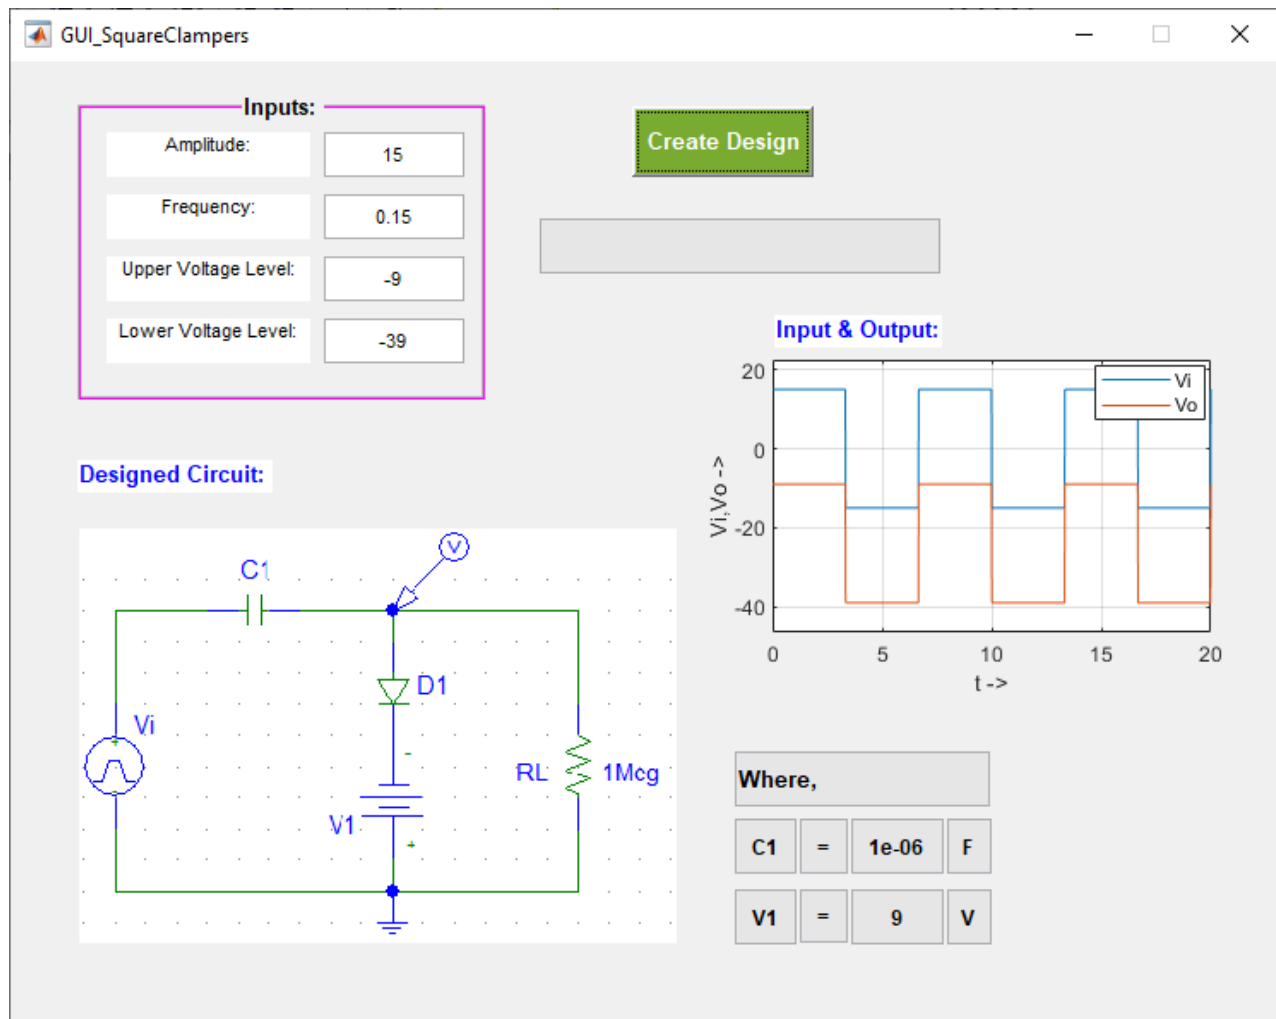 GUI_SquareClampers
Inputs:
Amplitude:
15
Frequency:
0.15
Upper Voltage Level:
-9
Lower Voltage Level:
-39
Create Design
Input & Output:
Vi
Vo
20
0
-20
-40
Vi,Vo ->
0 5 10 15 20
t ->
Designed Circuit:
V
C1
D1
Vi
+
-
RL
1Meg
V1
+
Where,
C1 = 1e-06 F
V1 = 9 V